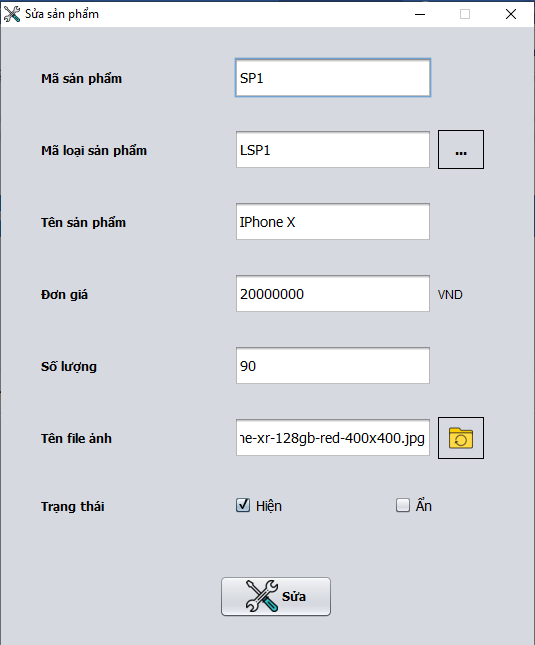 Sửa sản phẩm
Mã sản phẩm SP1
Mã loại sản phẩm LSP1 ...
Tên sản phẩm IPhone X
Đơn giá 20000000 VND
Số lượng 90
Tên file ảnh ne-xr-128gb-red-400x400.jpg
Trạng thái Hiện Ẩn
Sửa